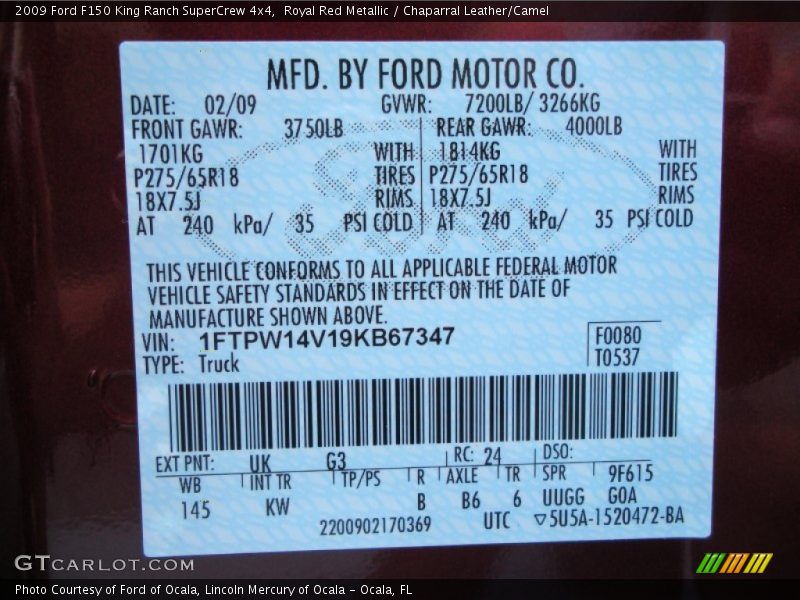 2009 Ford F150 King Ranch SuperCrew 4x4, Royal Red Metallic / Chaparral Leather/Camel
MFD. BY FORD MOTOR CO.
DATE: 02/09 GVWR: 7200LB/ 3266KG
FRONT GAWR: 3750LB REAR GAWR: 4000LB
1701KG WITH 1814KG WITH
P275/65R18 TIRES P275/65R18 TIRES
18X7.5J RIMS 18X7.5J RIMS
AT 240 kPa/ 35 PSI COLD AT 240 kPa/ 35 PSI COLD
THIS VEHICLE CONFORMS TO ALL APPLICABLE FEDERAL MOTOR
VEHICLE SAFETY STANDARDS IN EFFECT ON THE DATE OF
MANUFACTURE SHOWN ABOVE.
VIN: 1FTPW14V19KB67347 F0080
TYPE: Truck T0537
EXT PNT: UK G3 RC: 24 DSO:
WB INT TR TP/PS R AXLE TR SPR 9F615
145 KW B B6 6 UUGG GOA
2200902170369 UTC ▽5U5A-1520472-BA
GTCARLOT.COM
Photo Courtesy of Ford of Ocala, Lincoln Mercury of Ocala – Ocala, FL